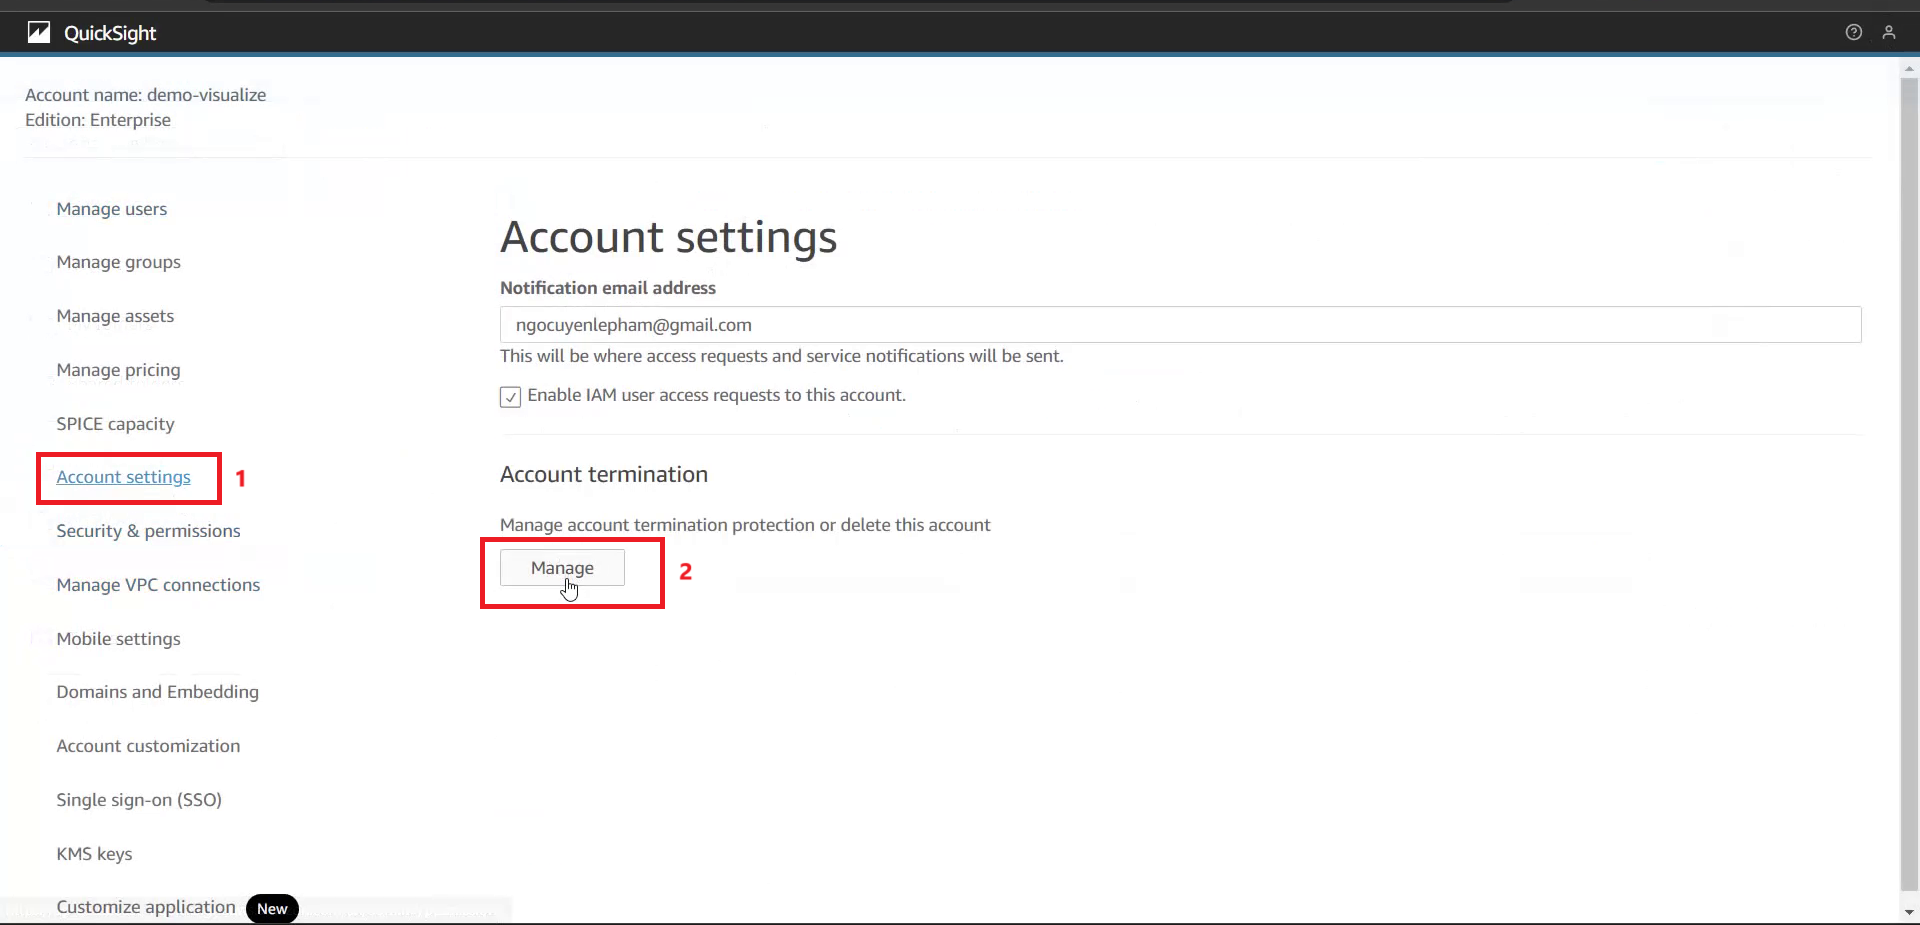 QuickSight
Account name: demo-visualize
Edition: Enterprise
Manage users
Manage groups
Manage assets
Manage pricing
SPICE capacity
Account settings 1
Security & permissions
Manage VPC connections
Mobile settings
Domains and Embedding
Account customization
Single sign-on (SSO)
KMS keys
Customize application New
Account settings
Notification email address
ngocuyenlepham@gmail.com
This will be where access requests and service notifications will be sent.
Enable IAM user access requests to this account.
Account termination
Manage account termination protection or delete this account
Manage 2